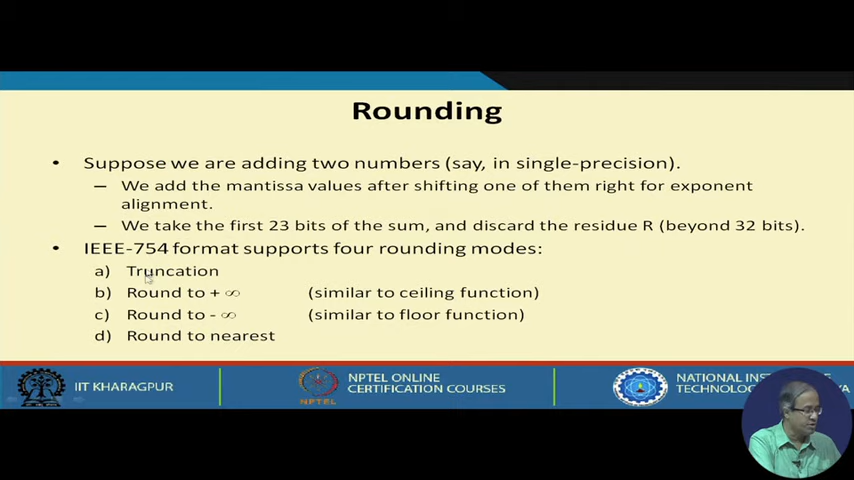 Rounding
• Suppose we are adding two numbers (say, in single-precision).
– We add the mantissa values after shifting one of them right for exponent
alignment.
– We take the first 23 bits of the sum, and discard the residue R (beyond 32 bits).
• IEEE-754 format supports four rounding modes:
a) Truncation
b) Round to + ∞ (similar to ceiling function)
c) Round to - ∞ (similar to floor function)
d) Round to nearest
IIT KHARAGPUR
NPTEL
NPTEL ONLINE
CERTIFICATION COURSES
NATIONAL